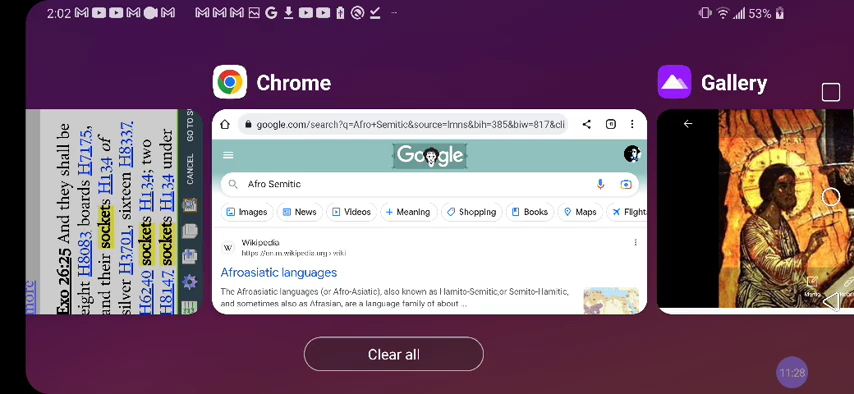 2:02
53%
Chrome
Gallery
google.com/search?q=Afro+Semitic&source=lmns&bih=385&biw=817&cli
Google
Afro Semitic
Images
News
Videos
Meaning
Shopping
Books
Maps
Flight
W
Wikipedia
https://en.m.wikipedia.org › wiki
Afroasiatic languages
The Afroasiatic languages (or Afro-Asiatic), also known as Hamito-Semitic,or Semito-Hamitic,
and sometimes also as Afrasian, are a language family of about ...
more
Exo 26:25 And they shall be
eight H8083 boards H7175,
and their sockets H134 of
silver H3701, sixteen H8337
sockets H134; two
H6240 sockets H134 under
H8147
CANCEL
GO TO
Clear all
11:28